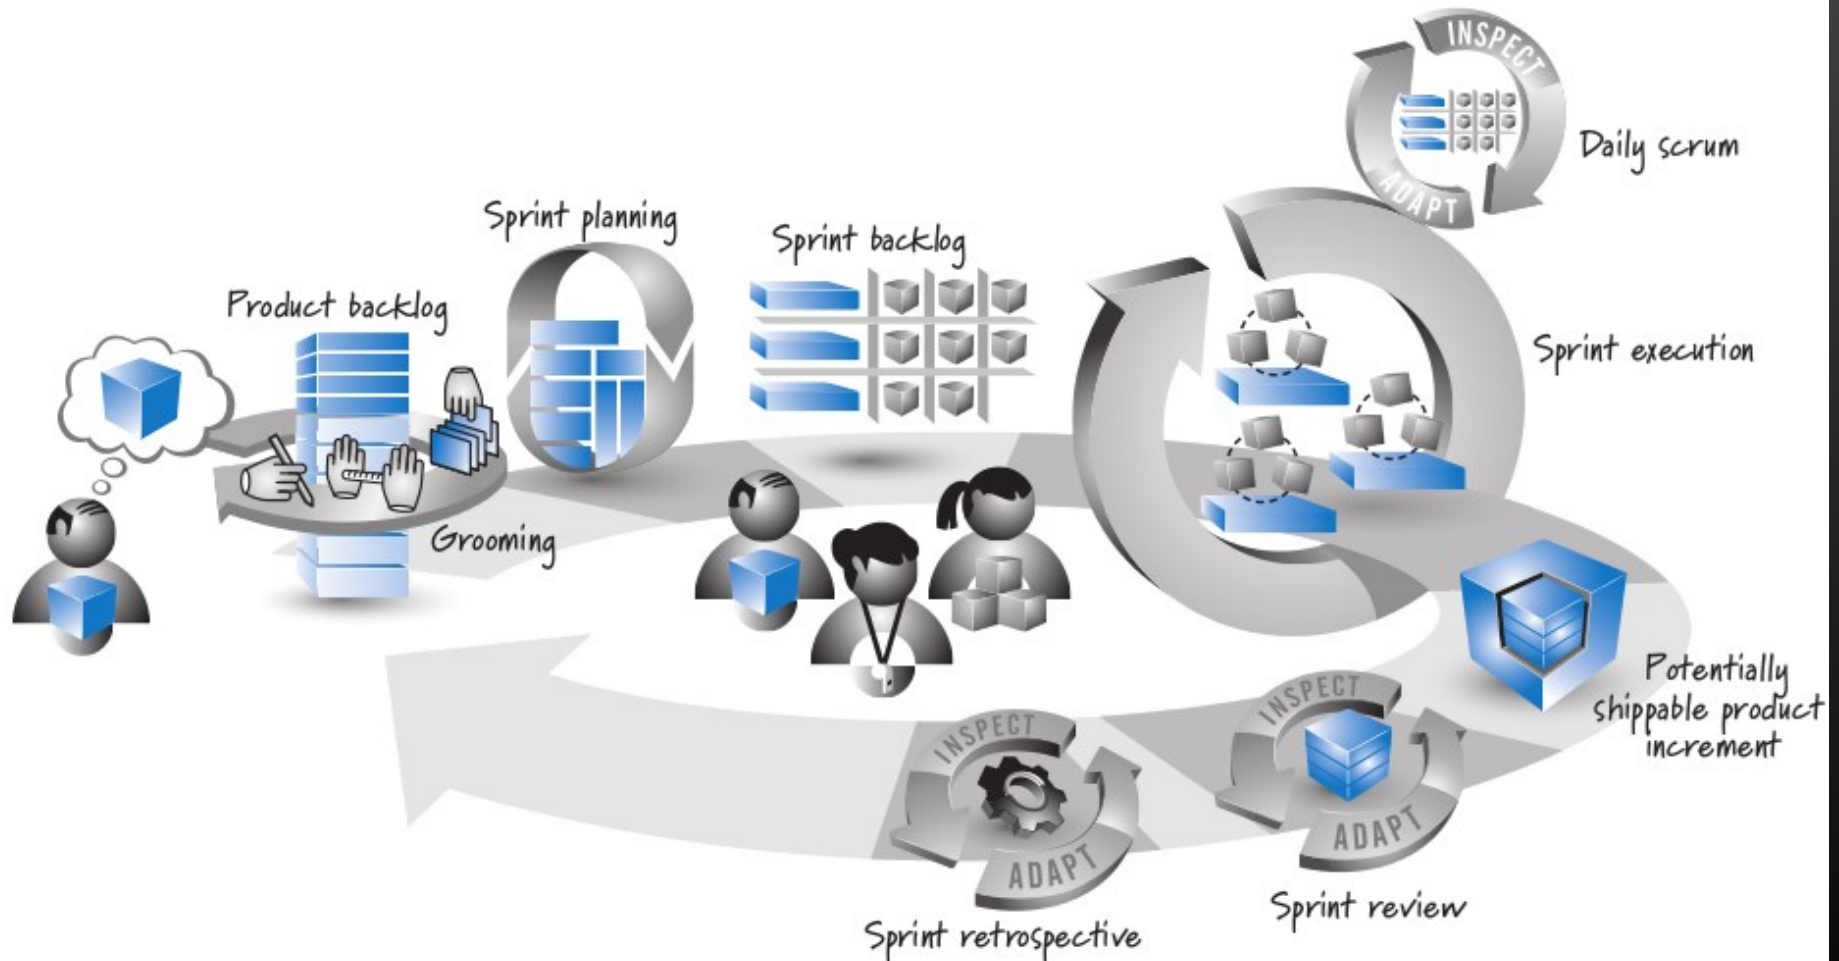 INSPECT
ADAPT
Daily scrum
Sprint planning
Sprint backlog
Product backlog
Sprint execution
Grooming
Potentially
shippable product
increment
INSPECT
ADAPT
Sprint review
INSPECT
ADAPT
Sprint retrospective